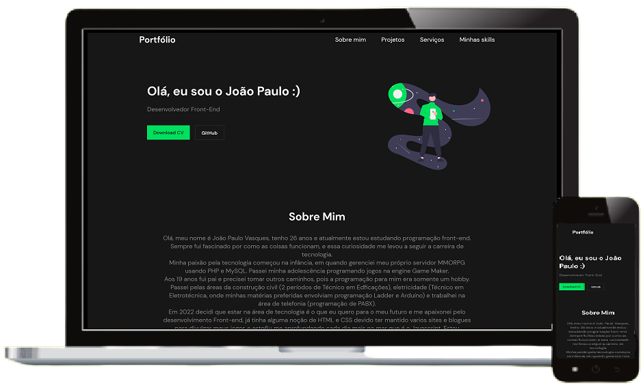 Portfólio
Sobre mim Projetos Serviços Minhas skills
Olá, eu sou o João Paulo :)
Desenvolvedor Front-End
Download CV GitHub
Sobre Mim
Olá, meu nome é João Paulo Vasques, tenho 26 anos e atualmente estou estudando programação front-end.
Sempre fui fascinado por como as coisas funcionam, e essa curiosidade me levou a seguir a carreira de
tecnologia.
Minha paixão pela tecnologia começou na infância, em quando gerenciei meu próprio servidor MMORPG
usando PHP e MySQL. Passei minha adolescência programando jogos na engine Game Maker.
Aos 19 anos fui pai e precisei tomar outros caminhos, pois a programação para mim era somente um hobby.
Passei pelas áreas da construção civil (2 períodos de Técnico em Edificações), eletricidade (Técnico em
Eletrotécnica, onde minhas matérias preferidas envolviam programação Ladder e Arduino) e trabalhei na
área de telefonia (programação de PABX).
Em 2022 decidi que estar na área de tecnologia é o que eu quero para o meu futuro e me apaixonei pelo
desenvolvimento Front-end, já tinha alguma noção de HTML e CSS devido ter mantido varios sites e blogues
Portfólio
Olá, eu sou o João
Paulo :)
Desenvolvedor Front-End
Download CV GitHub
Sobre Mim